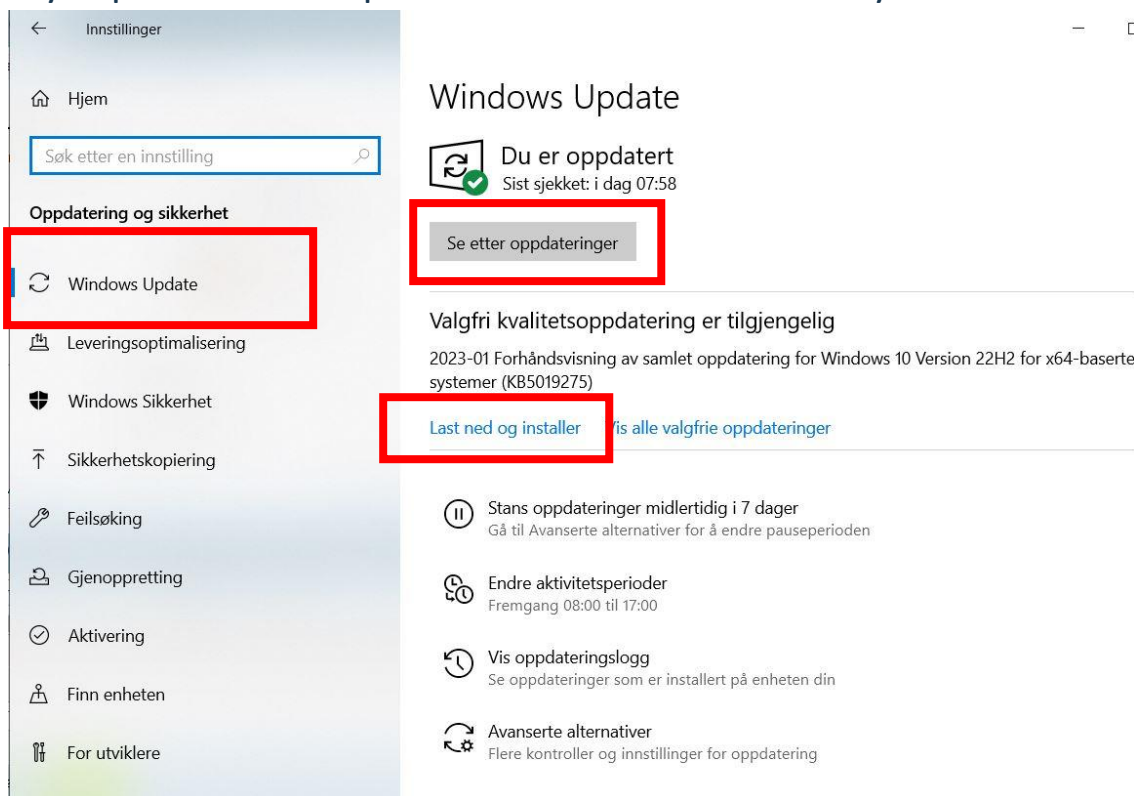 Innstillinger
Hjem
Søk etter en innstilling
Oppdatering og sikkerhet
Windows Update
Leveringsoptimalisering
Windows Sikkerhet
Sikkerhetskopiering
Feilsøking
Gjenoppretting
Aktivering
Finn enheten
For utviklere
Windows Update
Du er oppdatert
Sist sjekket: i dag 07:58
Se etter oppdateringer
Valgfri kvalitetsoppdatering er tilgjengelig
2023-01 Forhåndsvisning av samlet oppdatering for Windows 10 Version 22H2 for x64-baserte
systemer (KB5019275)
Last ned og installer
alle valgfrie oppdateringer
Stans oppdateringer midlertidig i 7 dager
Gå til Avanserte alternativer for å endre pauseperioden
Endre aktivitetsperioder
Fremgang 08:00 til 17:00
Vis oppdateringslogg
Se oppdateringer som er installert på enheten din
Avanserte alternativer
Flere kontroller og innstillinger for oppdatering